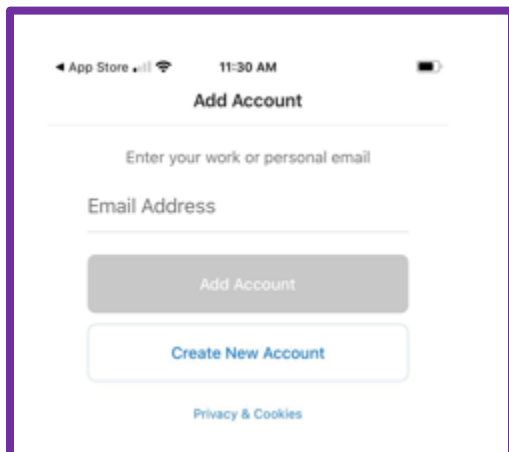 ◄ App Store 11:30 AM
Add Account
Enter your work or personal email
Email Address
Add Account
Create New Account
Privacy & Cookies